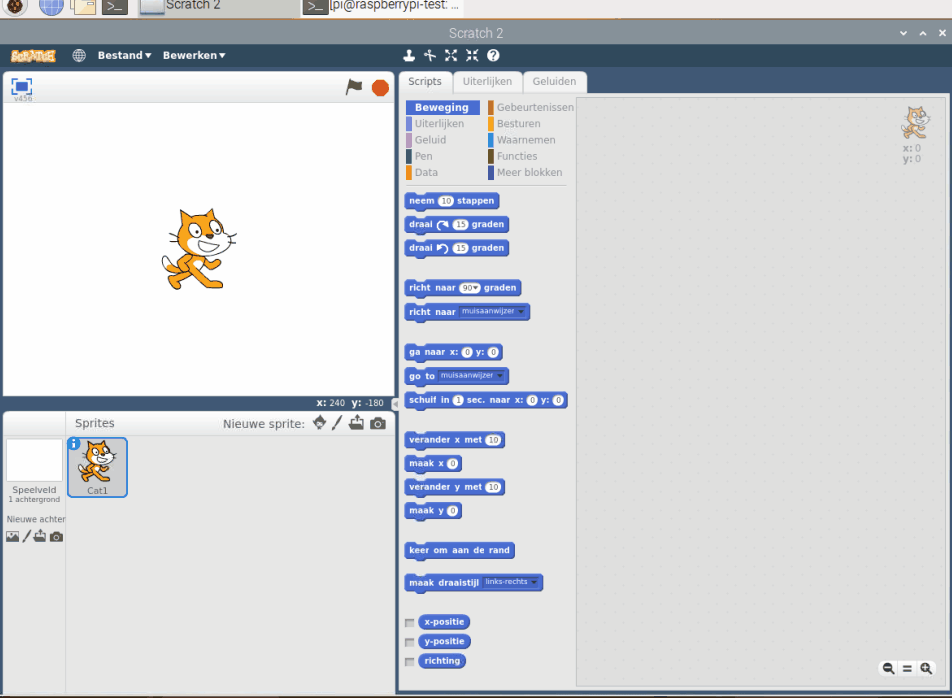 Scratch 2
[pi@raspberrypi-test: ...
Scratch 2
SCRATCH
Bestand
Bewerken
v456
Scripts
Uiterlijken
Geluiden
Beweging
Gebeurtenissen
Uiterlijken
Besturen
Geluid
Waarnemen
Pen
Functies
Data
Meer blokken
x: 0
y: 0
neem 10 stappen
draai 15 graden
draai 15 graden
richt naar 90 graden
richt naar muisaanwijzer
ga naar x: 0 y: 0
go to muisaanwijzer
schuif in 1 sec. naar x: 0 y: 0
verander x met 10
maak x 0
verander y met 10
maak y 0
keer om aan de rand
maak draaistijl links-rechts
x-positie
y-positie
richting
x: 240 y: -180
Sprites
Nieuwe sprite:
Speelveld
1 achtergrond
Nieuwe achter
Cat1